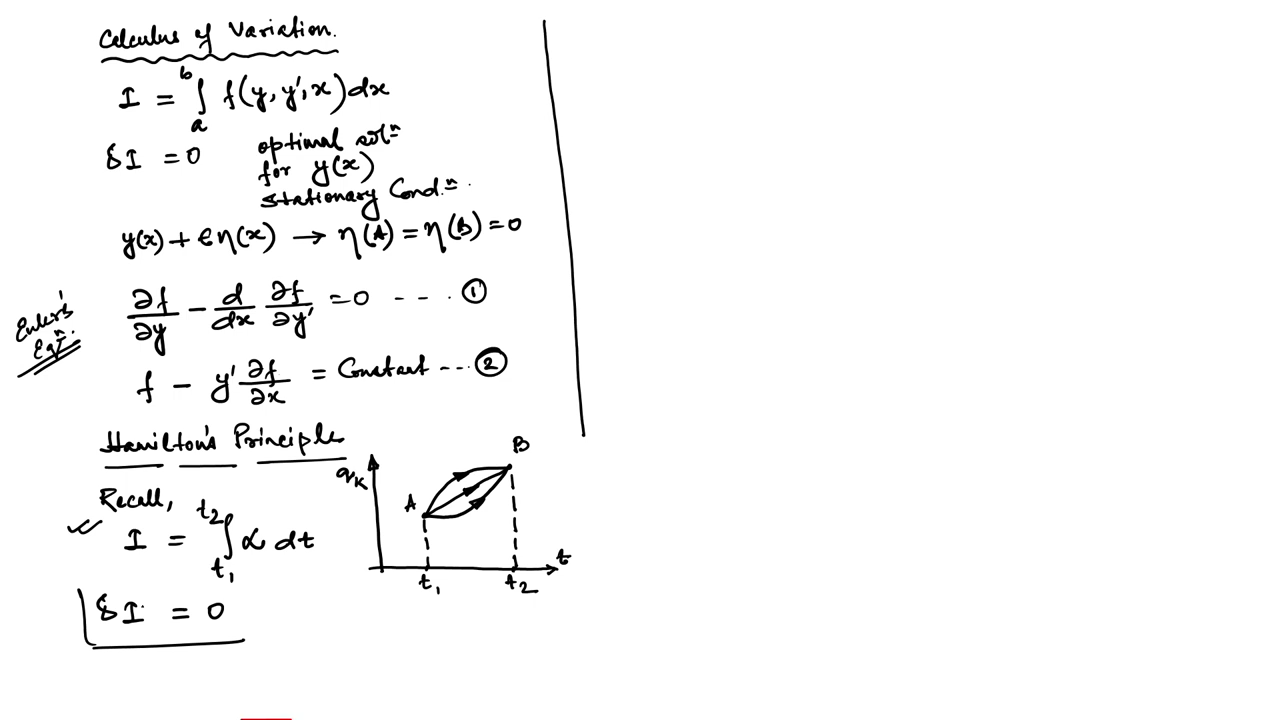 Calculus of Variation.
I = ∫_a^b f(y, y', x) dx
δI = 0
optimal solⁿ
for y(x)
stationary Condⁿ.
y(x) + ϵη(x) → η(A) = η(B) = 0
Euler's
Eqⁿ.
∂f/∂y − d/dx ∂f/∂y' = 0 --- . ①
f − y' ∂f/∂x = Constant --- ②
Hamilton's Principle
Recall,
I = ∫_{t₁}^{t₂} α dt
δI = 0
q_K
A
B
t₁
t₂
t